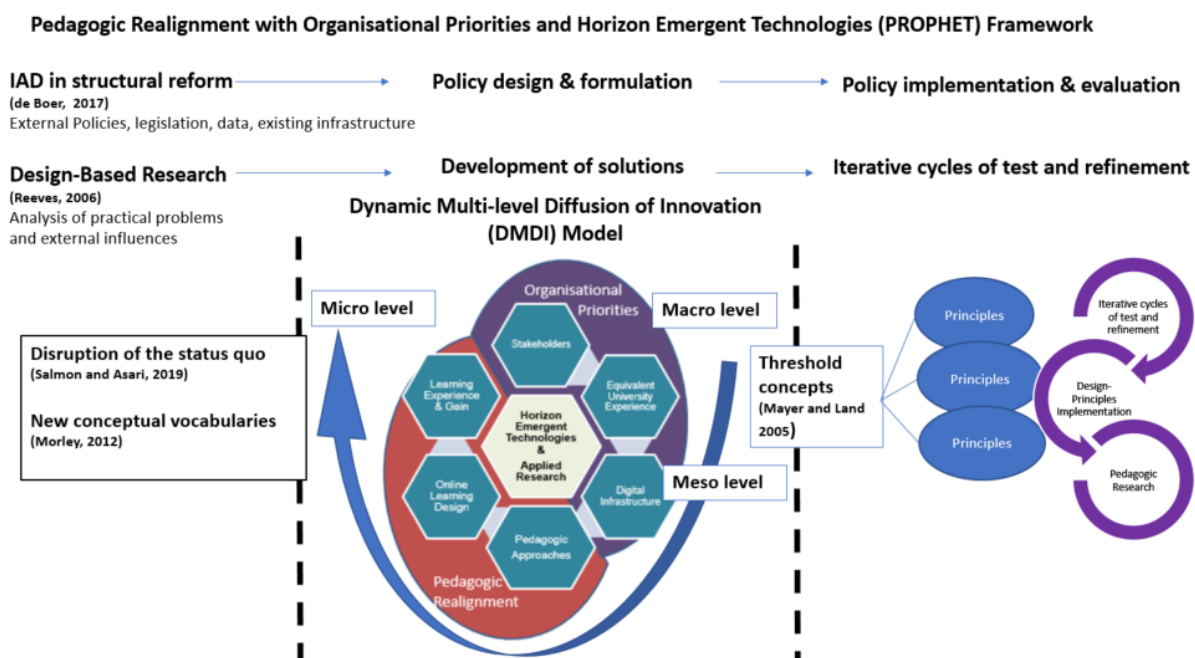 Pedagogic Realignment with Organisational Priorities and Horizon Emergent Technologies (PROPHET) Framework
IAD in structural reform
(de Boer, 2017)
External Policies, legislation, data, existing infrastructure
Policy design & formulation
Policy implementation & evaluation
Design-Based Research
(Reeves, 2006)
Analysis of practical problems
and external influences
Development of solutions
Iterative cycles of test and refinement
Dynamic Multi-level Diffusion of Innovation
(DMDI) Model
Disruption of the status quo
(Salmon and Asari, 2019)
New conceptual vocabularies
(Morley, 2012)
Micro level
Organisational
Priorities
Macro level
Stakeholders
Learning
Experience
& Gain
Equivalent
University
Experience
Horizon
Emergent
Technologies
&
Applied
Research
Online
Learning
Design
Digital
Infrastructure
Meso level
Pedagogic
Approaches
Pedagogic
Realignment
Threshold
concepts
(Mayer and Land
2005)
Principles
Principles
Principles
Iterative cycles
of test and
refinement
Design-
Principles
Implementation
Pedagogic
Research